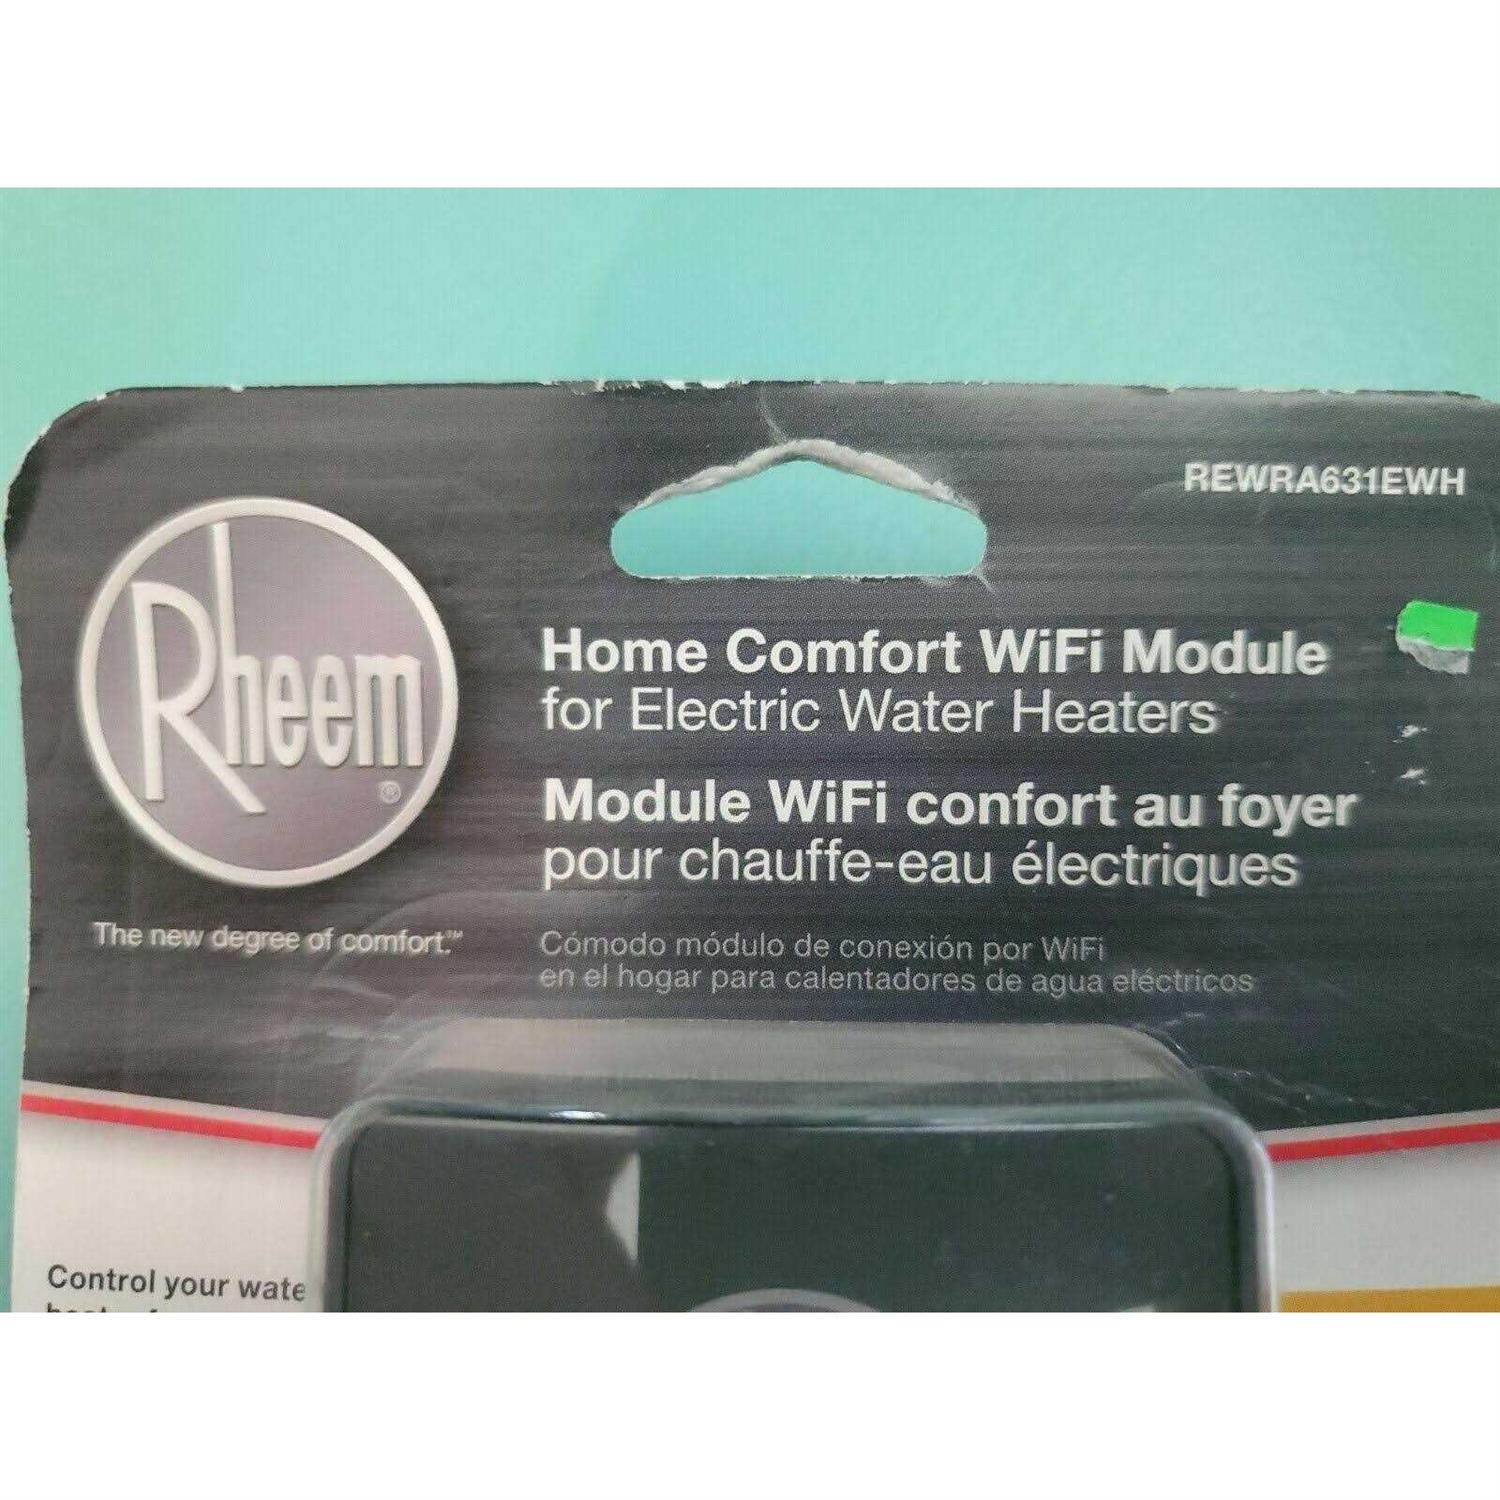 REWRA631EWH
Rheem®
The new degree of comfort.™
Home Comfort WiFi Module
for Electric Water Heaters
Module WiFi confort au foyer
pour chauffe-eau électriques
Cómodo módulo de conexión por WiFi
en el hogar para calentadores de agua eléctricos
Control your wate